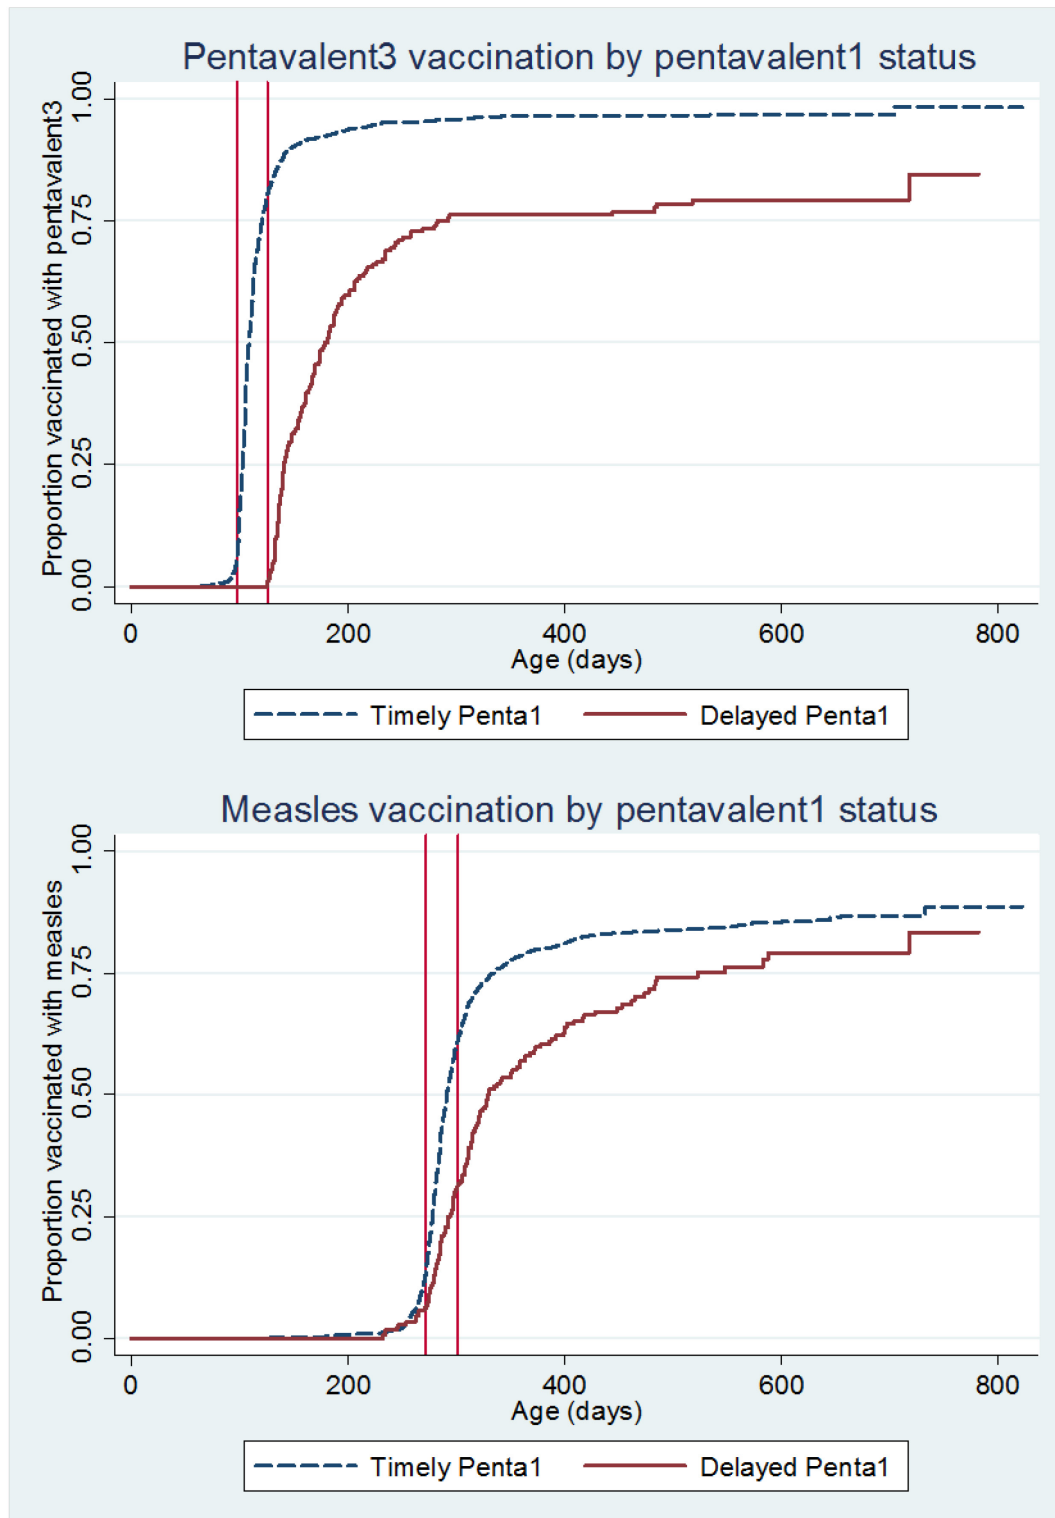 Pentavalent3 vaccination by pentavalent1 status
Proportion vaccinated with pentavalent3
1.00
0.75
0.50
0.25
0.00
0 200 400 600 800
Age (days)
Timely Penta1 Delayed Penta1
Measles vaccination by pentavalent1 status
Proportion vaccinated with measles
1.00
0.75
0.50
0.25
0.00
0 200 400 600 800
Age (days)
Timely Penta1 Delayed Penta1